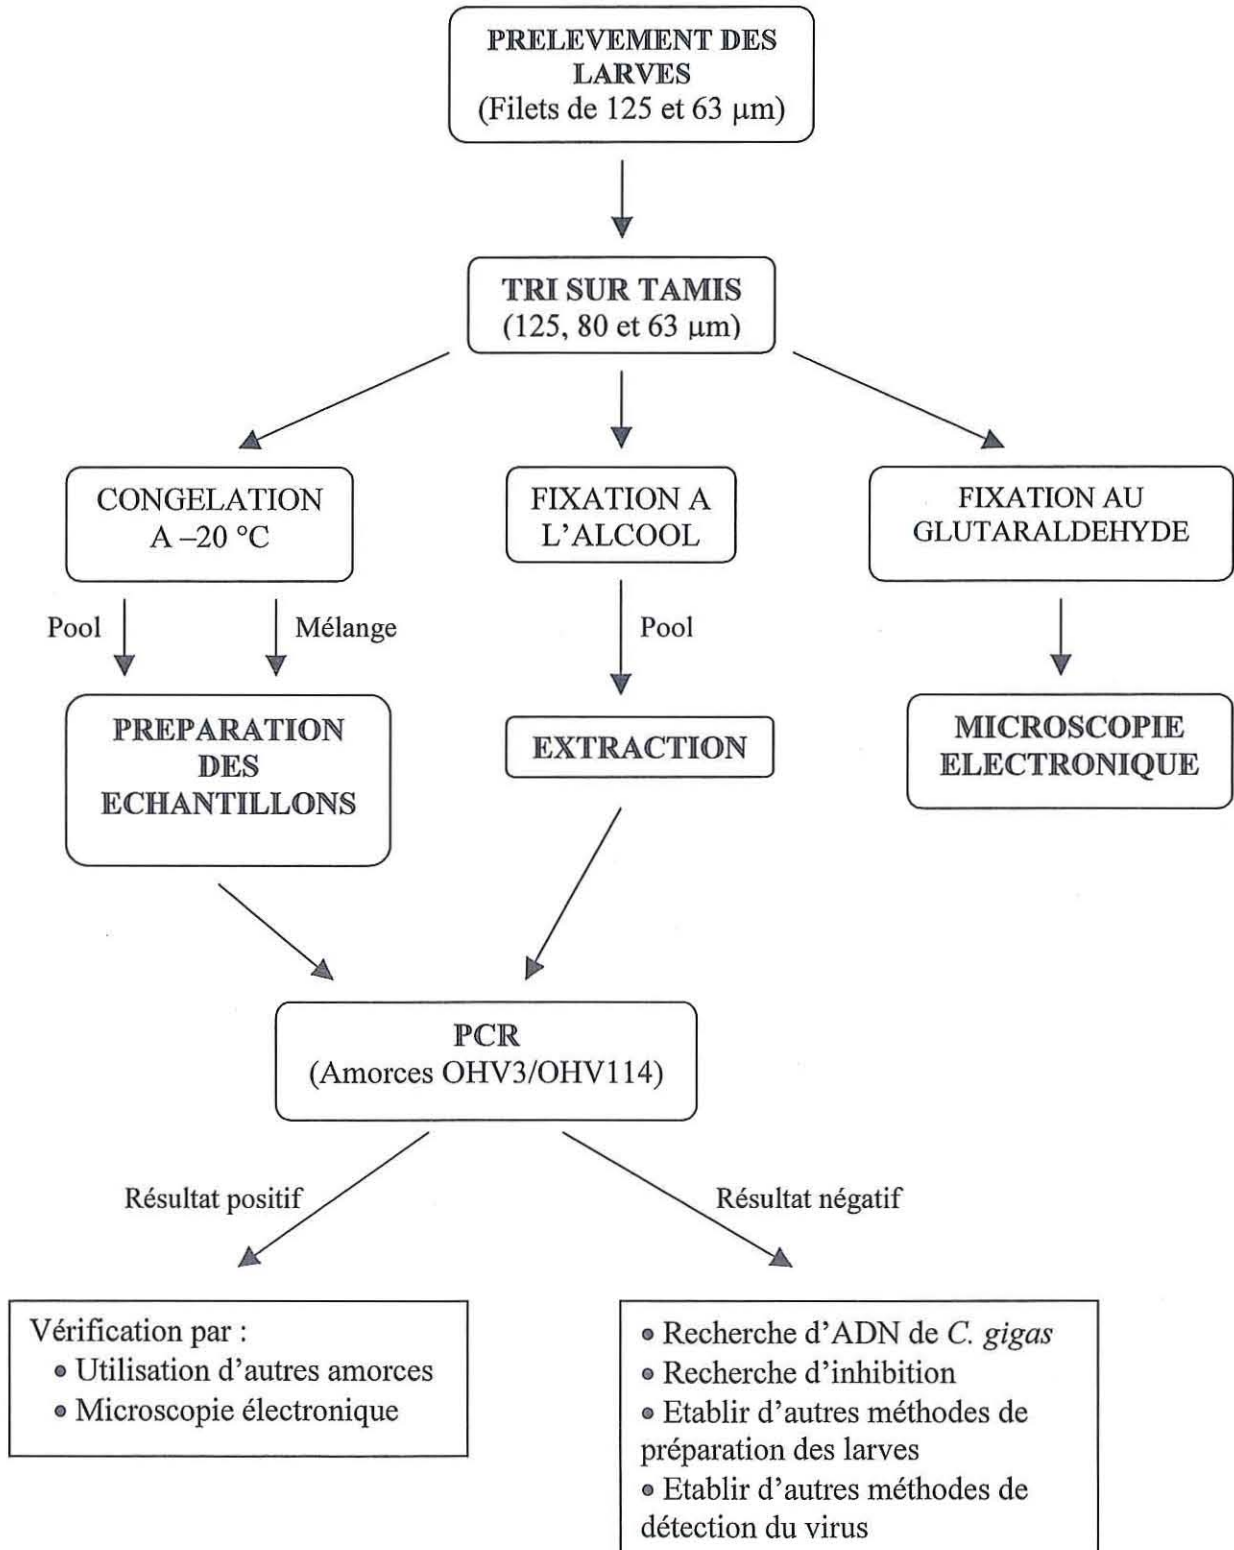 PRELEVEMENT DES
LARVES
(Filets de 125 et 63 µm)
TRI SUR TAMIS
(125, 80 et 63 µm)
CONGELATION
A –20 °C
FIXATION A
L'ALCOOL
FIXATION AU
GLUTARALDEHYDE
Pool
Mélange
Pool
PREPARATION
DES
ECHANTILLONS
EXTRACTION
MICROSCOPIE
ELECTRONIQUE
PCR
(Amorces OHV3/OHV114)
Résultat positif
Résultat négatif
Vérification par :
• Utilisation d'autres amorces
• Microscopie électronique
• Recherche d'ADN de C. gigas
• Recherche d'inhibition
• Etablir d'autres méthodes de
préparation des larves
• Etablir d'autres méthodes de
détection du virus